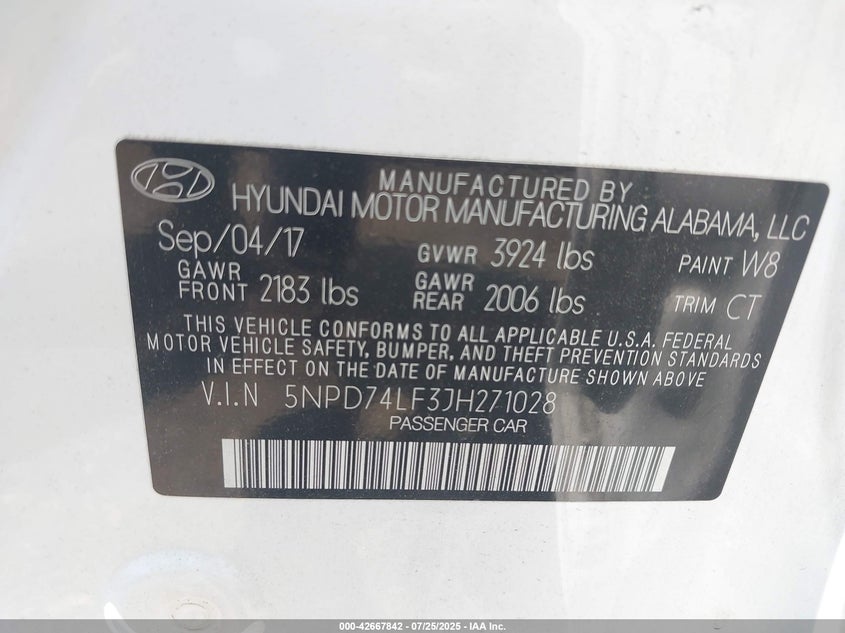 MANUFACTURED BY
HYUNDAI MOTOR MANUFACTURING ALABAMA, LLC
Sep/04/17 GVWR 3924 lbs PAINT W8
GAWR FRONT 2183 lbs GAWR REAR 2006 lbs TRIM CT
THIS VEHICLE CONFORMS TO ALL APPLICABLE U.S.A. FEDERAL
MOTOR VEHICLE SAFETY, BUMPER, AND THEFT PREVENTION STANDARDS
IN EFFECT ON THE DATE OF MANUFACTURE SHOWN ABOVE
V.I.N 5NPD74LF3JH271028
PASSENGER CAR
000-42667842 - 07/25/2025 - IAA Inc.